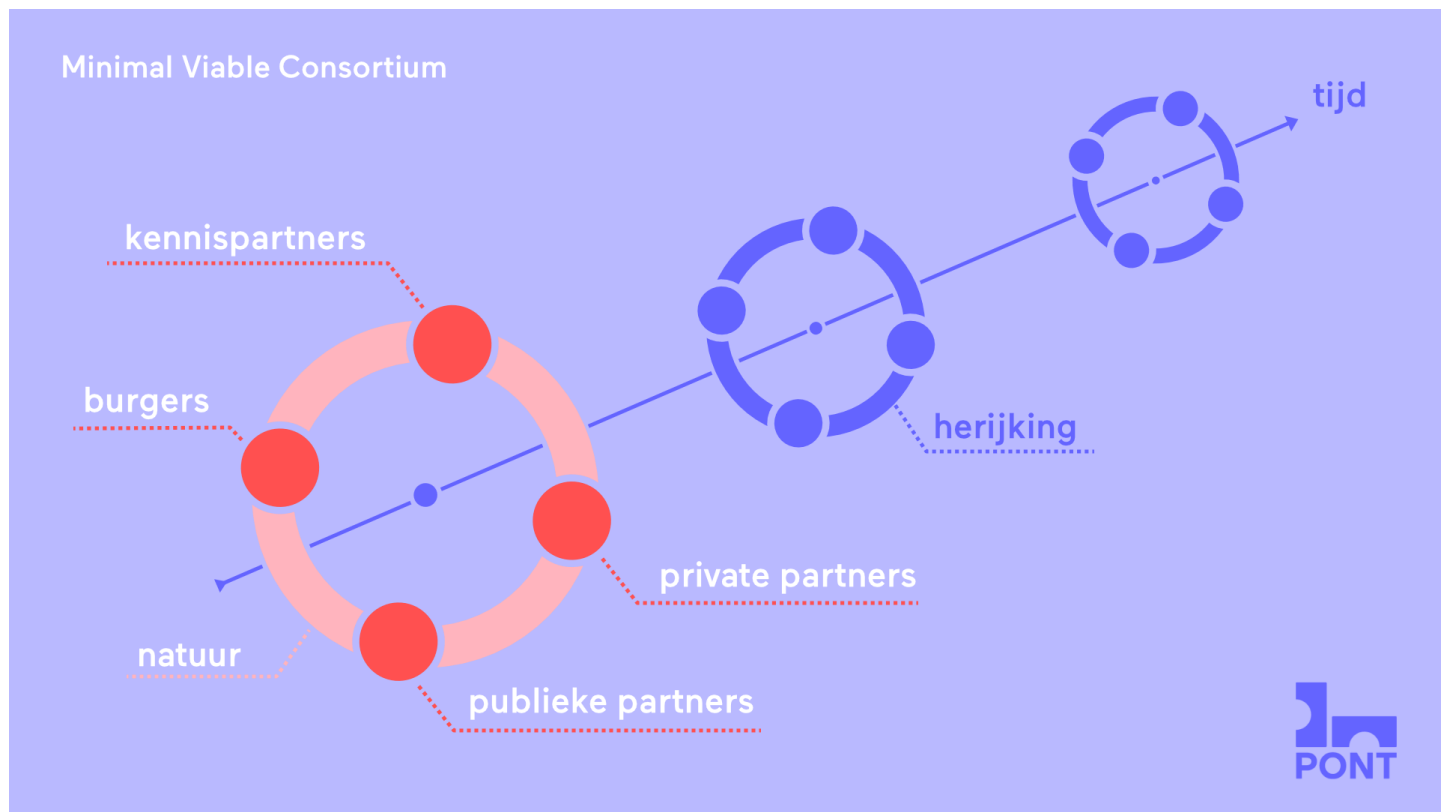 Minimal Viable Consortium
tijd
kennispartners
burgers
herijking
private partners
natuur
publieke partners
PONT